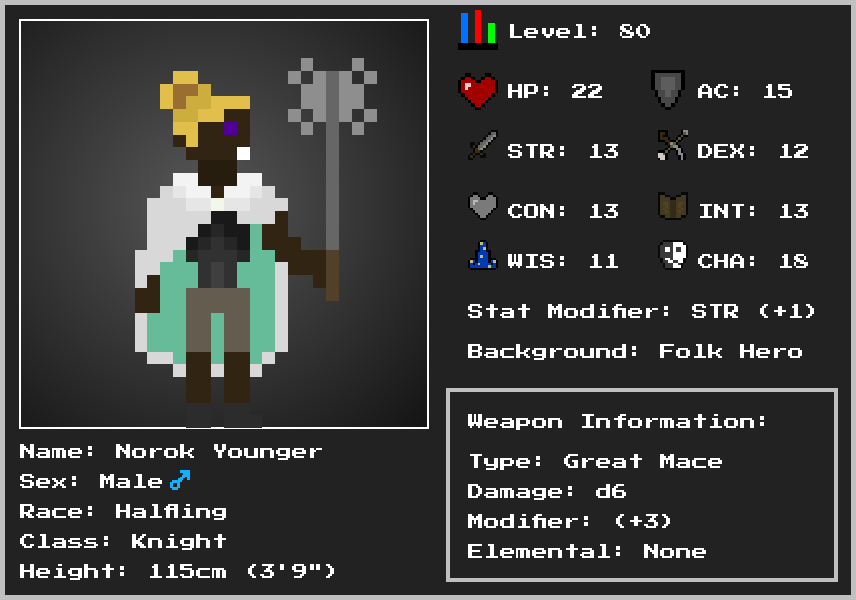 Level: 80
HP: 22
AC: 15
STR: 13
DEX: 12
CON: 13
INT: 13
WIS: 11
CHA: 18
Stat Modifier: STR (+1)
Background: Folk Hero
Weapon Information:
Type: Great Mace
Damage: d6
Modifier: (+3)
Elemental: None
Name: Norok Younger
Sex: Male♂
Race: Halfling
Class: Knight
Height: 115cm (3'9")